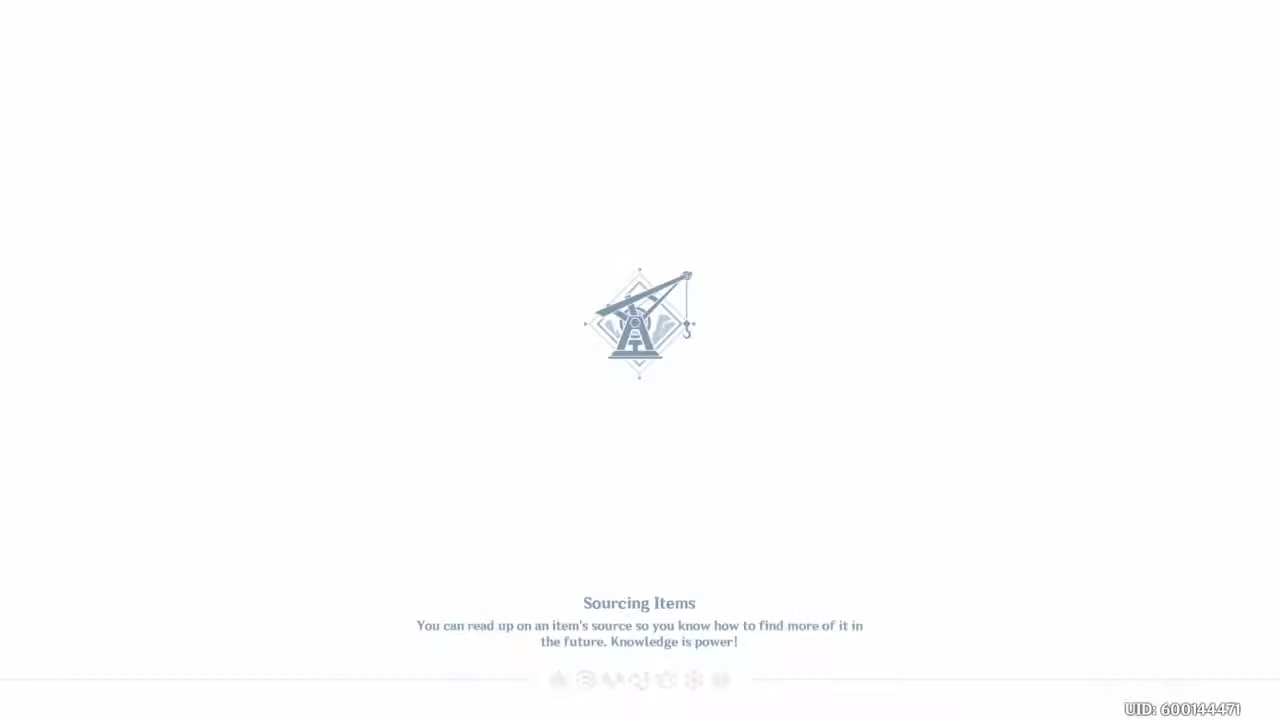 Sourcing Items
You can read up on an item's source so you know how to find more of it in
the future. Knowledge is power!
UID: 600144471